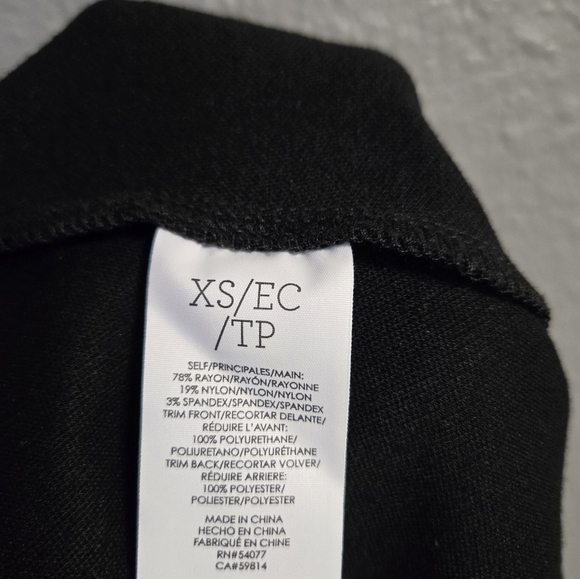 XS/EC
/TP
SELF/PRINCIPALES/MAIN:
78% RAYON/RAYÓN/RAYONNE
19% NYLON/NYLON/NYLON
3% SPANDEX/SPANDEX/SPANDEX
TRIM FRONT/RECORTAR DELANTE/
RÉDUIRE L'AVANT:
100% POLYURETHANE/
POLIURETANO/POLYURÉTHANE
TRIM BACK/RECORTAR VOLVER/
RÉDUIRE ARRIERE:
100% POLYESTER/
POLIESTER/POLYESTER
MADE IN CHINA
HECHO EN CHINA
FABRIQUÉ EN CHINE
RN#54077
CA#59814